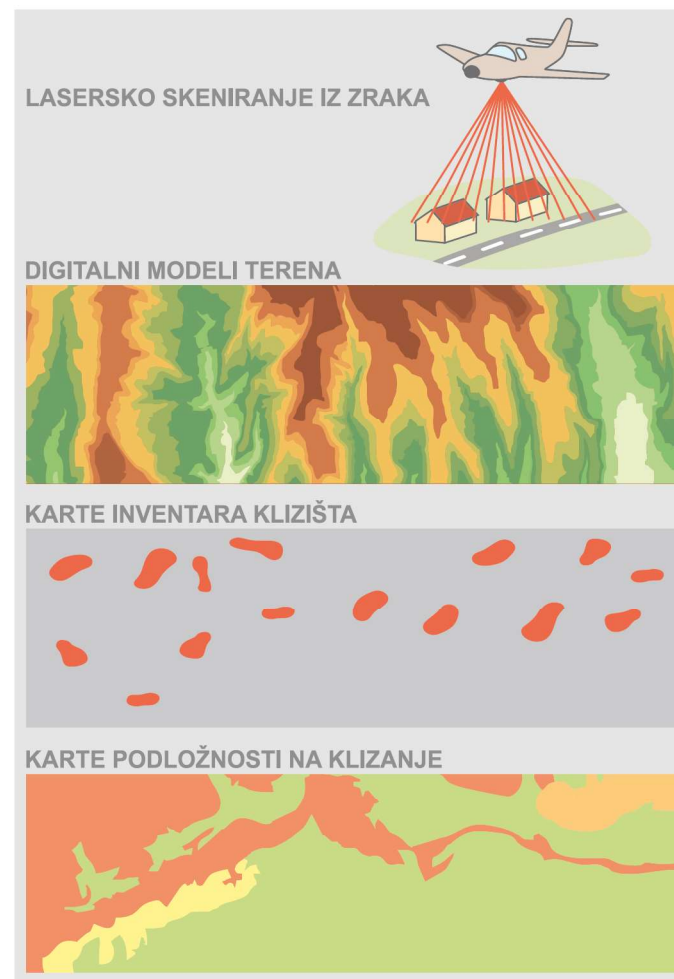 LASERSKO SKENIRANJE IZ ZRAKA
DIGITALNI MODELI TERENA
KARTE INVENTARA KLIZIŠTA
KARTE PODLOŽNOSTI NA KLIZANJE